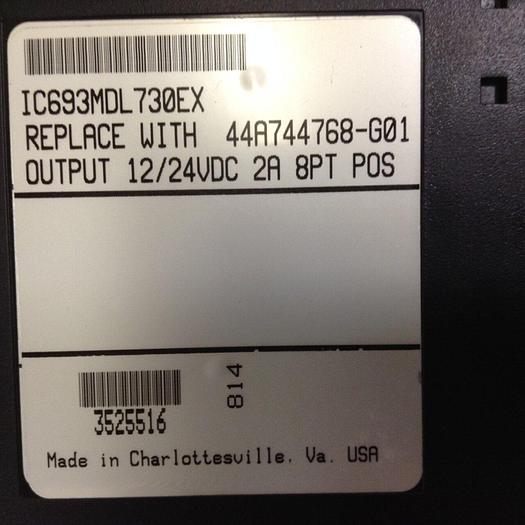 IC693MDL730EX
REPLACE WITH 44A744768-G01
OUTPUT 12/24VDC 2A 8PT POS
814
3525516
Made in Charlottesville, Va. USA